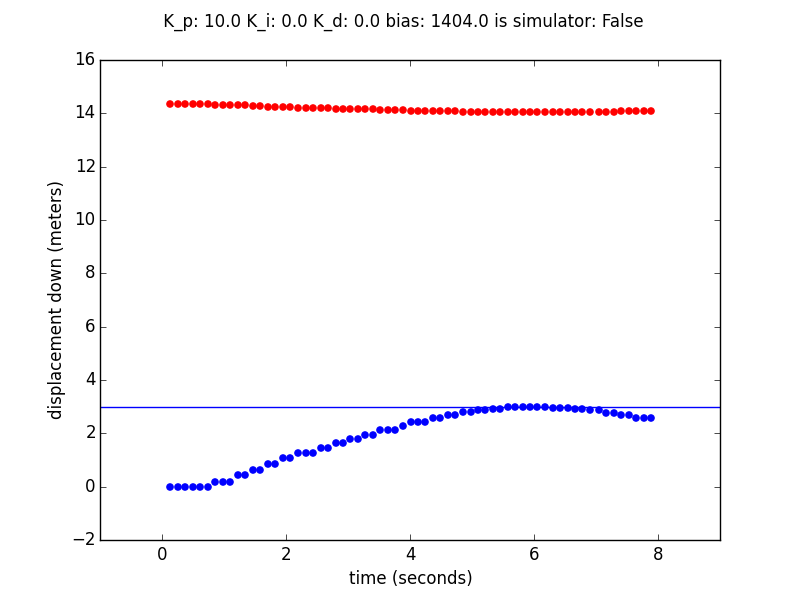 K_p: 10.0 K_i: 0.0 K_d: 0.0 bias: 1404.0 is simulator: False
16
14
12
10
8
6
4
2
0
−2
displacement down (meters)
0 2 4 6 8
time (seconds)